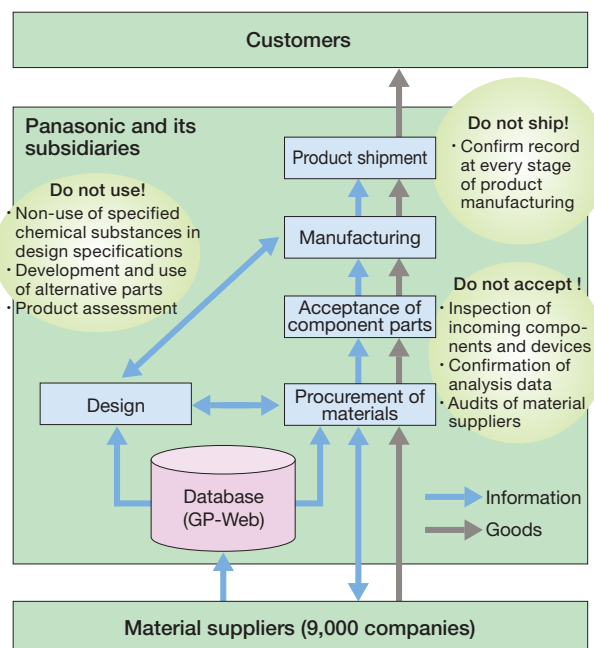 Customers
Panasonic and its
subsidiaries
Do not ship!
・Confirm record
at every stage
of product
manufacturing
Product shipment
Do not use!
・Non-use of specified
chemical substances in
design specifications
・Development and use
of alternative parts
・Product assessment
Manufacturing
Do not accept !
・Inspection of
incoming compo-
nents and devices
・Confirmation of
analysis data
・Audits of material
suppliers
Acceptance of
component parts
Design
Procurement of
materials
Database
(GP-Web)
Information
Goods
Material suppliers (9,000 companies)